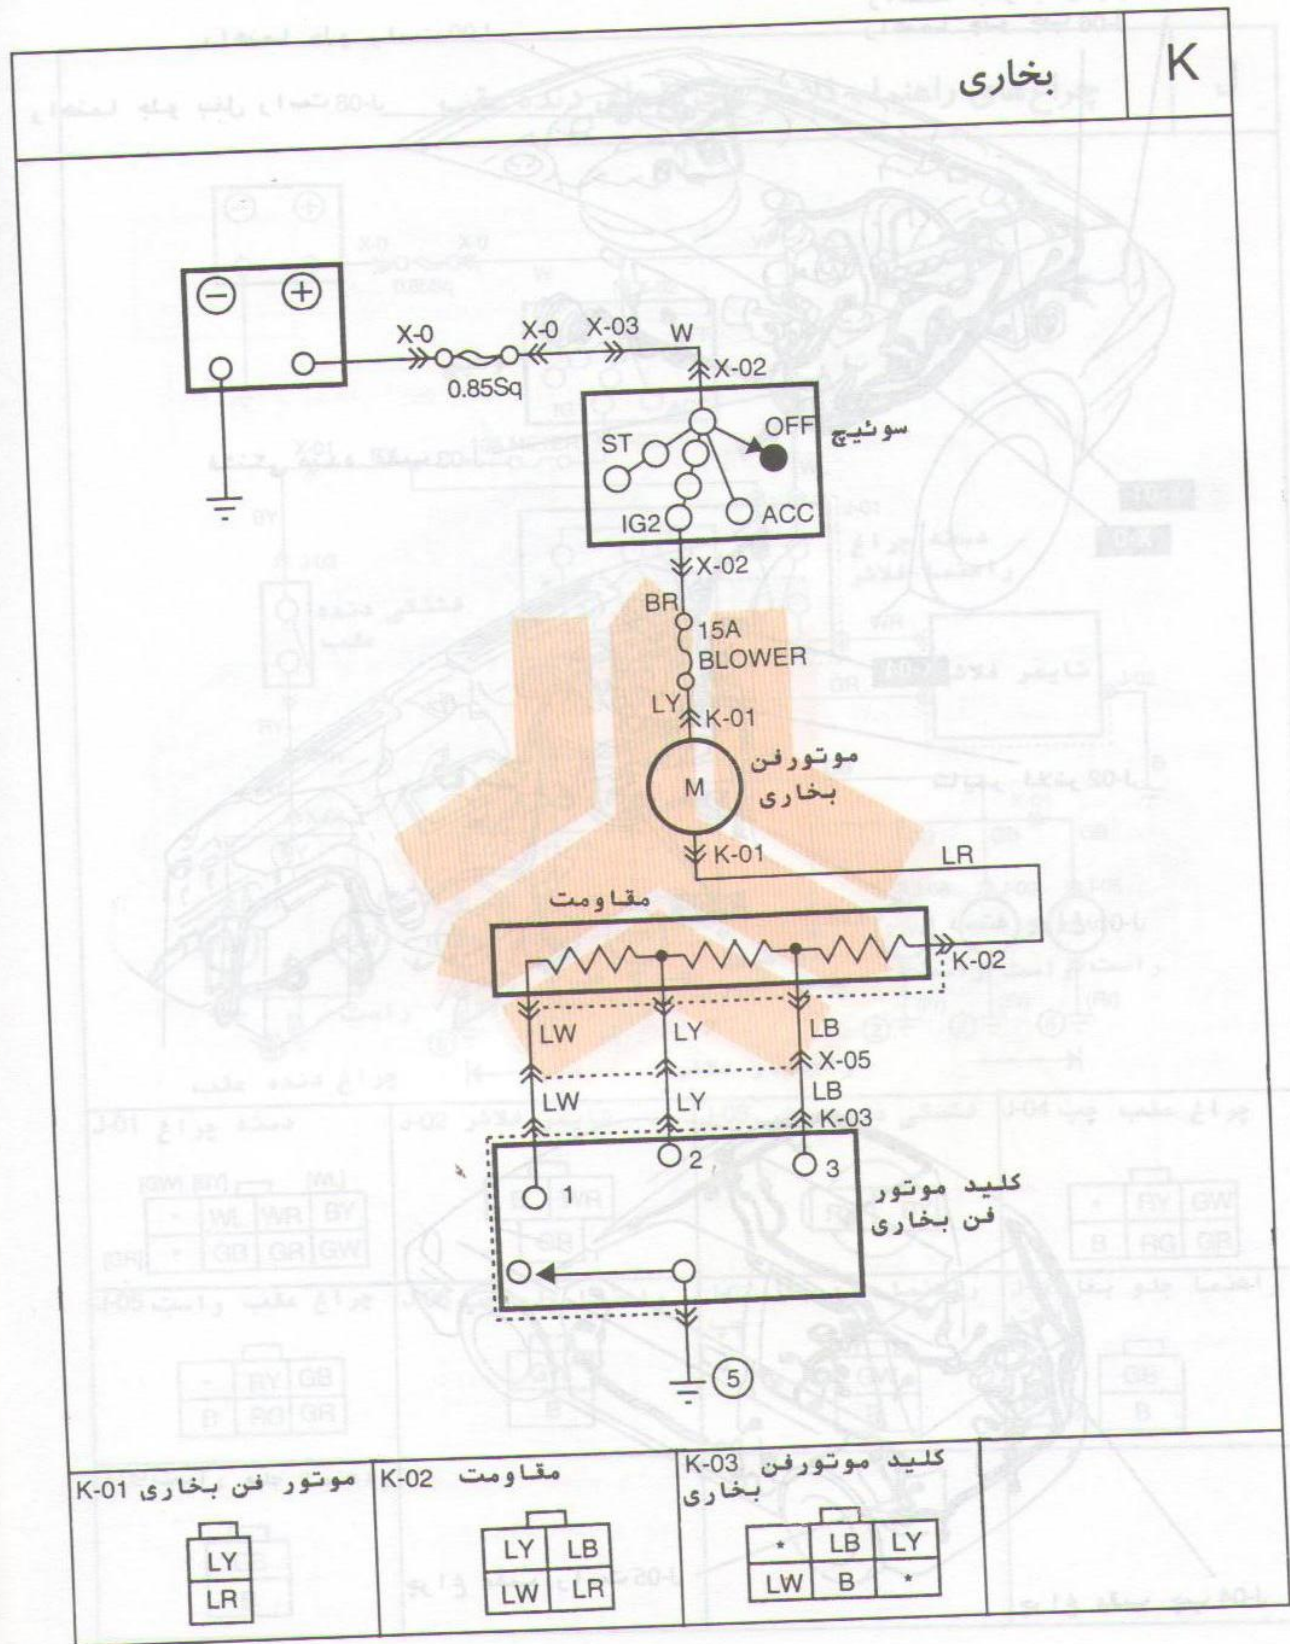 K
بخاری
X-0
X-0
X-03
W
0.85Sq
X-02
ST
OFF
سوئیچ
IG2
ACC
X-02
BR
15A
BLOWER
LY
K-01
M
موتورفن
بخاری
K-01
LR
مقاومت
K-02
LW
LY
LB
X-05
LW
LY
LB
K-03
1
2
3
کلید موتور
فن بخاری
5
K-01 موتور فن بخاری
LY
LR
K-02 مقاومت
LY LB
LW LR
K-03 کلید موتورفن
بخاری
* LB LY
LW B *